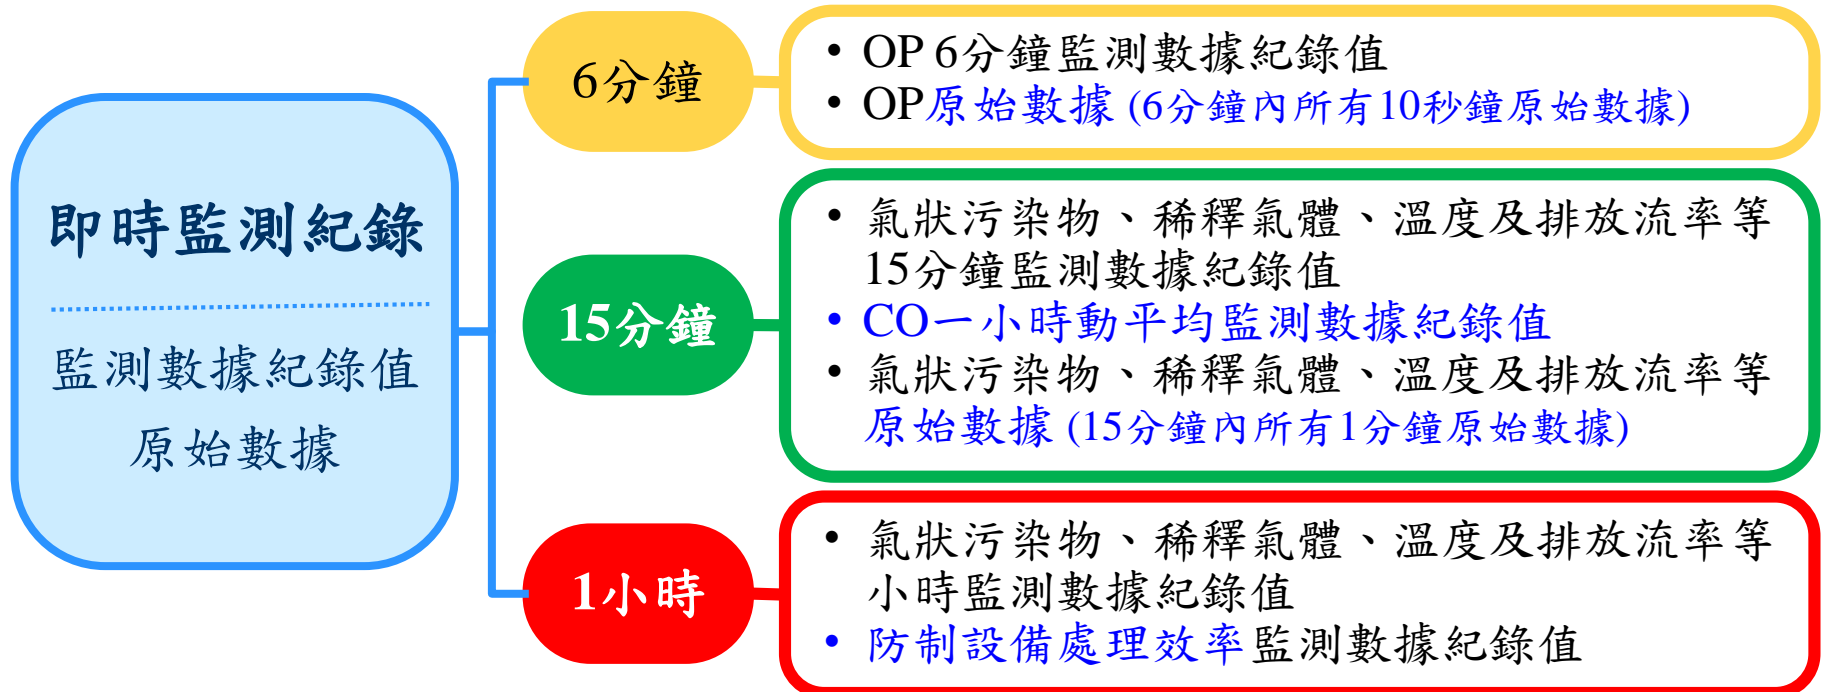 即時監測紀錄
監測數據紀錄值
原始數據
6分鐘
• OP 6分鐘監測數據紀錄值
• OP原始數據 (6分鐘內所有10秒鐘原始數據)
15分鐘
• 氣狀污染物、稀釋氣體、溫度及排放流率等
15分鐘監測數據紀錄值
• CO一小時動平均監測數據紀錄值
• 氣狀污染物、稀釋氣體、溫度及排放流率等
原始數據 (15分鐘內所有1分鐘原始數據)
1小時
• 氣狀污染物、稀釋氣體、溫度及排放流率等
小時監測數據紀錄值
• 防制設備處理效率監測數據紀錄值